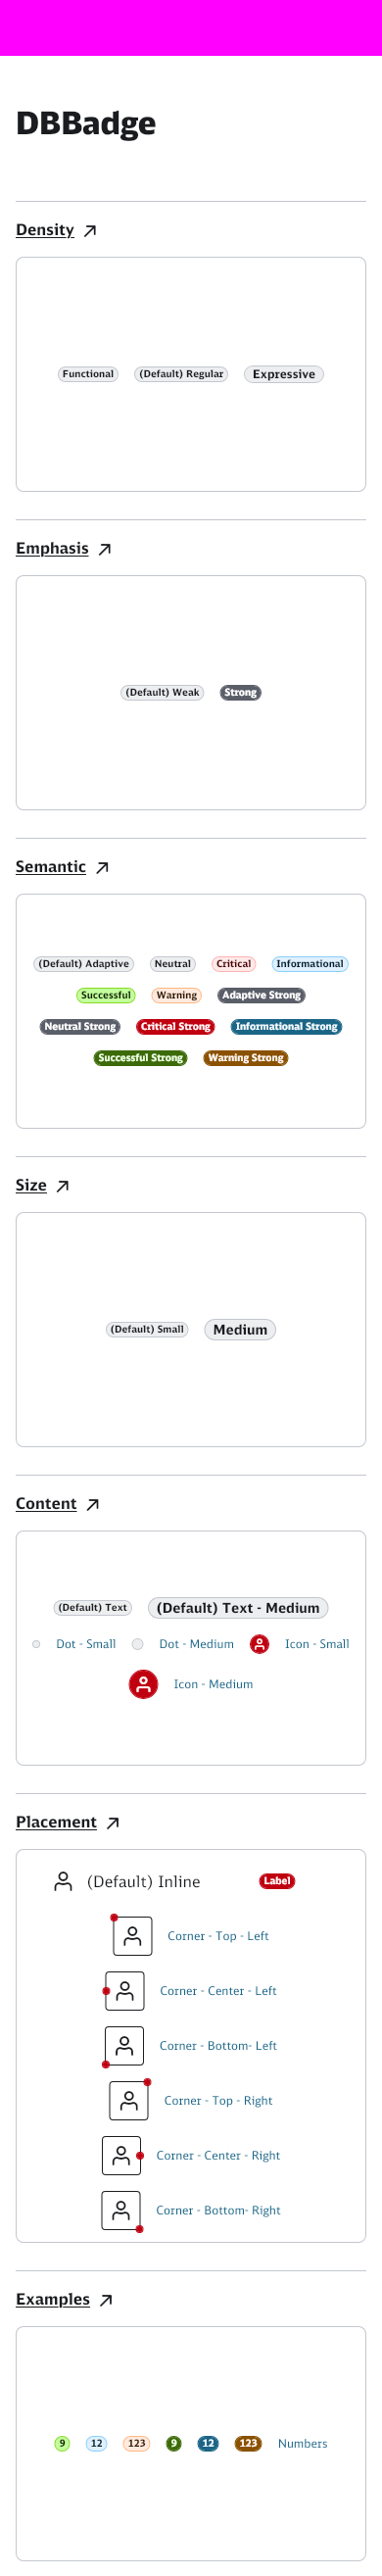 DBBadge
Density
Functional (Default) Regular Expressive
Emphasis
(Default) Weak Strong
Semantic
(Default) Adaptive Neutral Critical Informational
Successful Warning Adaptive Strong
Neutral Strong Critical Strong Informational Strong
Successful Strong Warning Strong
Size
(Default) Small Medium
Content
(Default) Text (Default) Text - Medium
Dot - Small Dot - Medium Icon - Small
Icon - Medium
Placement
(Default) Inline Label
Corner - Top - Left
Corner - Center - Left
Corner - Bottom- Left
Corner - Top - Right
Corner - Center - Right
Corner - Bottom- Right
Examples
9 12 123 9 12 123 Numbers